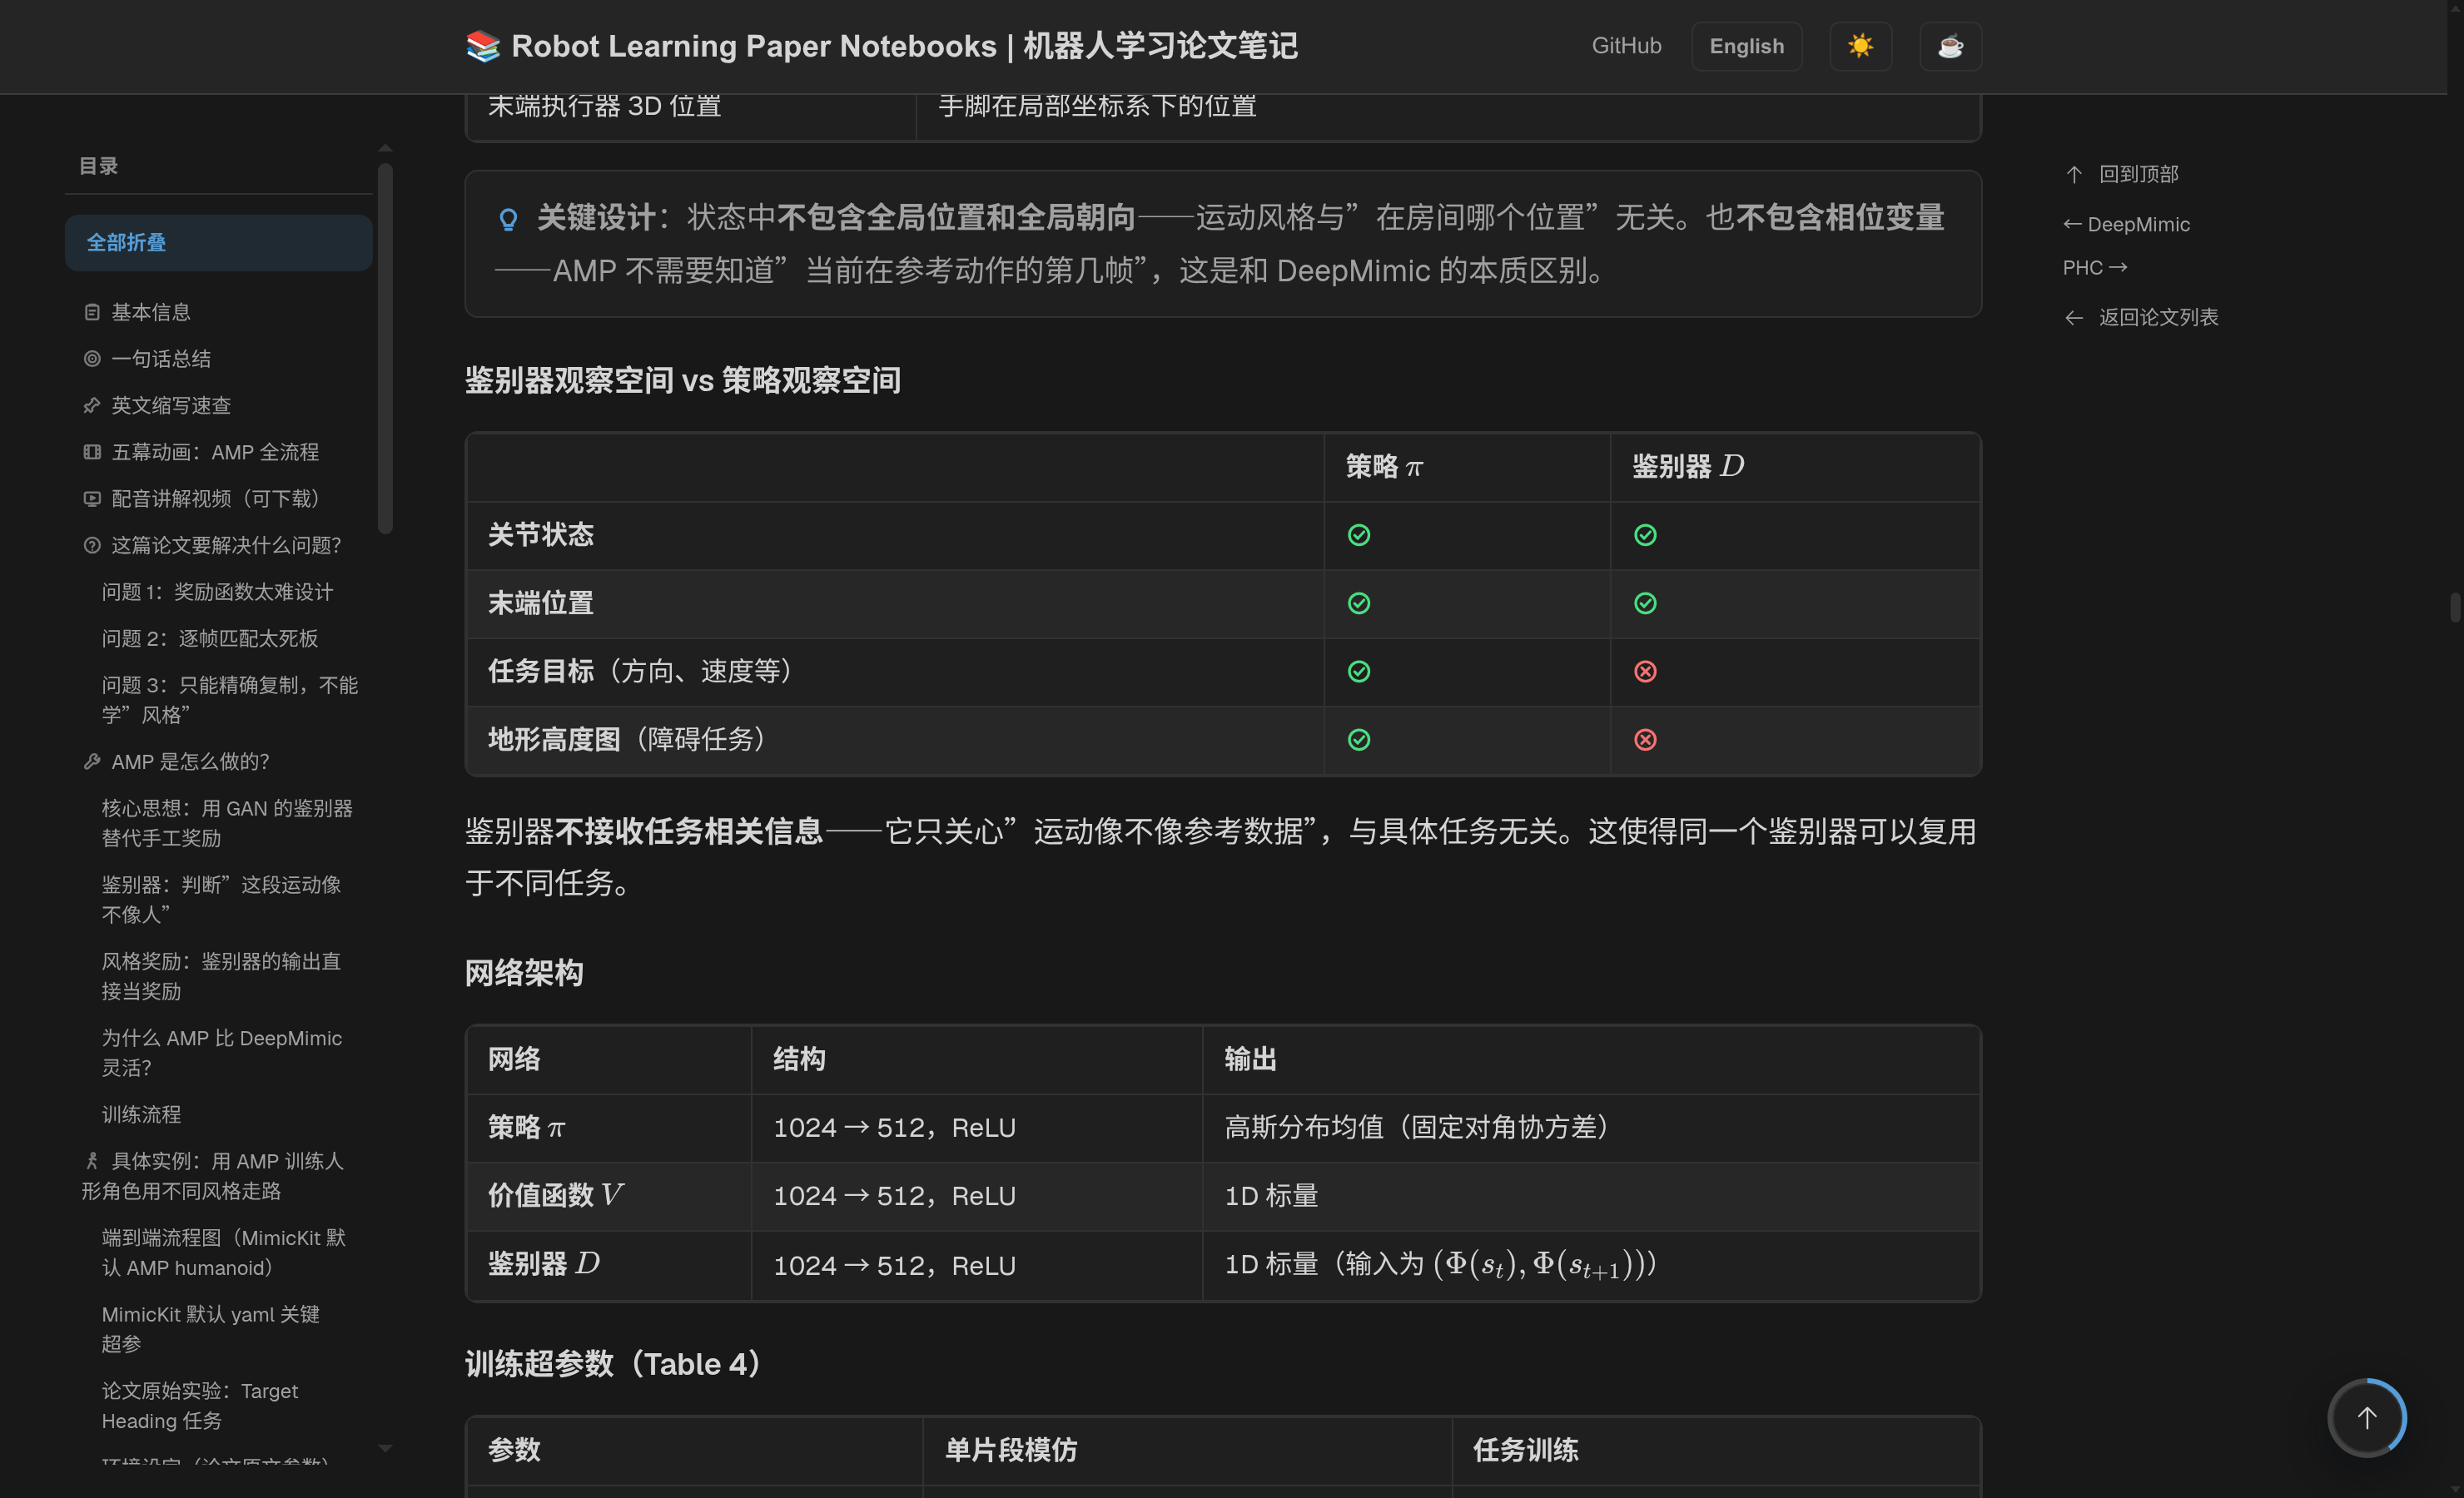 📚 Robot Learning Paper Notebooks | 机器人学习论文笔记
GitHub
English
☀️
☕
目录
全部折叠
基本信息
一句话总结
英文缩写速查
五幕动画：AMP 全流程
配音讲解视频（可下载）
这篇论文要解决什么问题？
问题 1：奖励函数太难设计
问题 2：逐帧匹配太死板
问题 3：只能精确复制，不能
学”风格”
AMP 是怎么做的？
核心思想：用 GAN 的鉴别器
替代手工奖励
鉴别器：判断”这段运动像
不像人”
风格奖励：鉴别器的输出直
接当奖励
为什么 AMP 比 DeepMimic
灵活？
训练流程
具体实例：用 AMP 训练人
形角色用不同风格走路
端到端流程图（MimicKit 默
认 AMP humanoid）
MimicKit 默认 yaml 关键
超参
论文原始实验：Target
Heading 任务
环境设定（论文原文参数）
末端执行器 3D 位置
手脚在局部坐标系下的位置
关键设计：状态中不包含全局位置和全局朝向——运动风格与”在房间哪个位置”无关。也不包含相位变量
——AMP 不需要知道”当前在参考动作的第几帧”，这是和 DeepMimic 的本质区别。
鉴别器观察空间 vs 策略观察空间
策略 π
鉴别器 D
关节状态
末端位置
任务目标（方向、速度等）
地形高度图（障碍任务）
鉴别器不接收任务相关信息——它只关心”运动像不像参考数据”，与具体任务无关。这使得同一个鉴别器可以复用
于不同任务。
网络架构
网络
结构
输出
策略 π
1024 → 512，ReLU
高斯分布均值（固定对角协方差）
价值函数 V
1024 → 512，ReLU
1D 标量
鉴别器 D
1024 → 512，ReLU
1D 标量（输入为 (Φ(s_t), Φ(s_{t+1}))）
训练超参数（Table 4）
参数
单片段模仿
任务训练
↑ 回到顶部
← DeepMimic
PHC →
← 返回论文列表